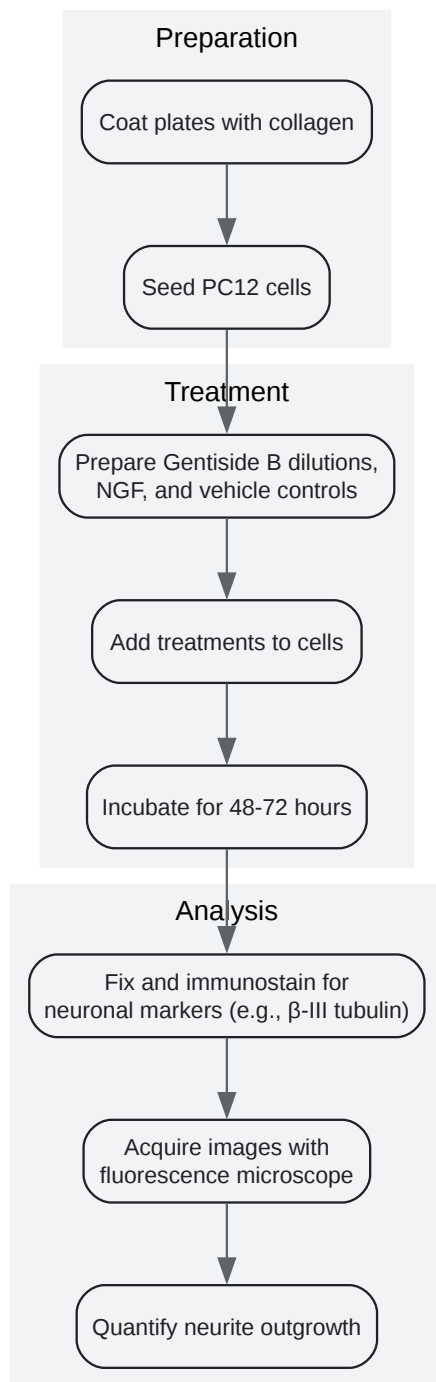 Preparation
Coat plates with collagen
Seed PC12 cells
Treatment
Prepare Gentiside B dilutions,
NGF, and vehicle controls
Add treatments to cells
Incubate for 48-72 hours
Analysis
Fix and immunostain for
neuronal markers (e.g., β-III tubulin)
Acquire images with
fluorescence microscope
Quantify neurite outgrowth